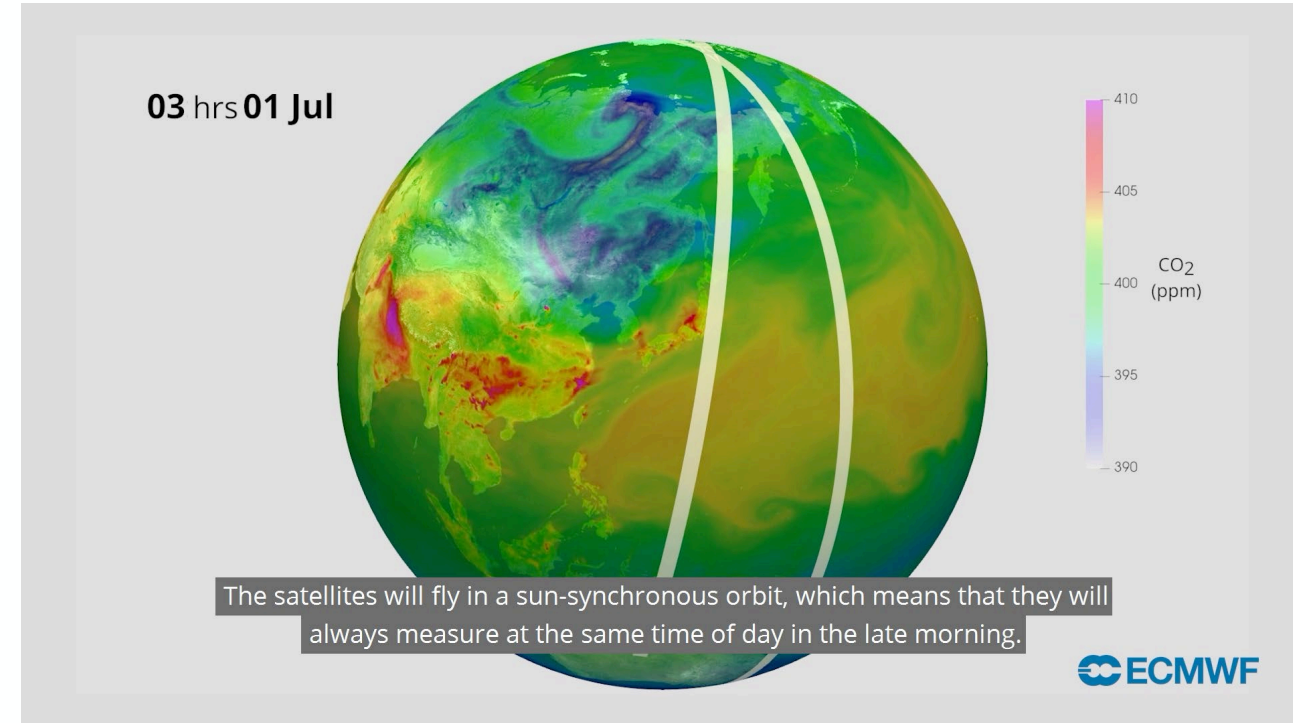 03 hrs 01 Jul
410
405
CO2
400
(ppm)
395
390
The satellites will fly in a sun-synchronous orbit, which means that they will
always measure at the same time of day in the late morning.
ECMWF